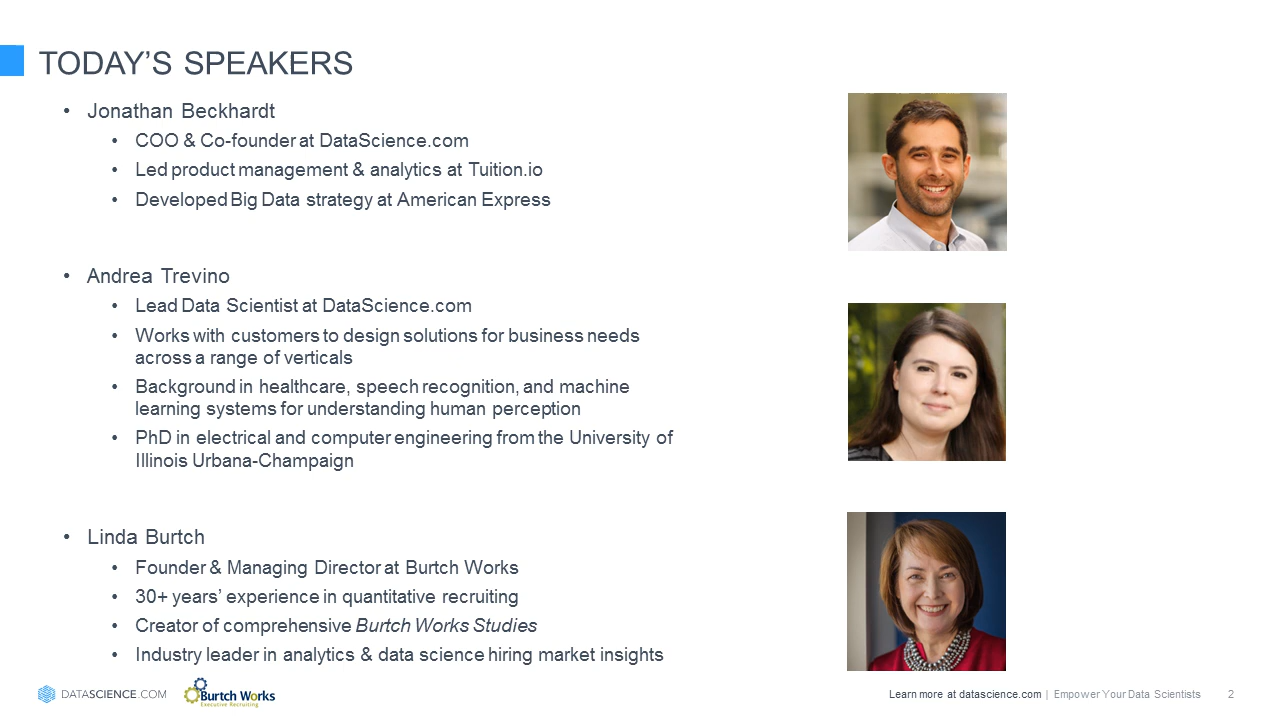 TODAY’S SPEAKERS
• Jonathan Beckhardt
• COO & Co-founder at DataScience.com
• Led product management & analytics at Tuition.io
• Developed Big Data strategy at American Express
• Andrea Trevino
• Lead Data Scientist at DataScience.com
• Works with customers to design solutions for business needs
across a range of verticals
• Background in healthcare, speech recognition, and machine
learning systems for understanding human perception
• PhD in electrical and computer engineering from the University of
Illinois Urbana-Champaign
• Linda Burtch
• Founder & Managing Director at Burtch Works
• 30+ years’ experience in quantitative recruiting
• Creator of comprehensive Burtch Works Studies
• Industry leader in analytics & data science hiring market insights
DATASCIENCE.COM
Burtch Works
Executive Recruiting
Learn more at datascience.com | Empower Your Data Scientists 2